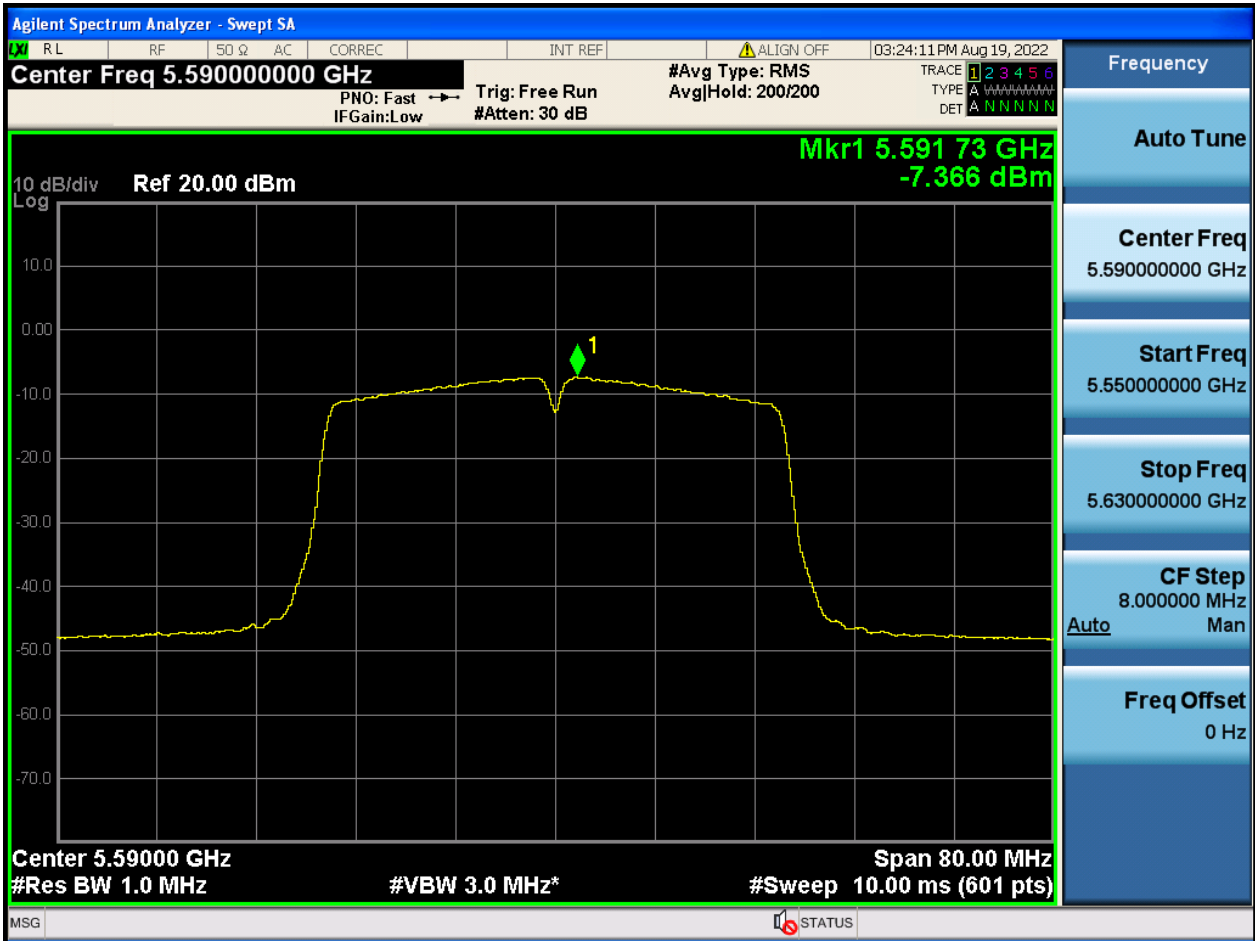 Agilent Spectrum Analyzer - Swept SA
LXI RL RF 50 Ω AC CORREC INT REF ALIGN OFF 03:24:11 PM Aug 19, 2022
Center Freq 5.590000000 GHz
PNO: Fast
IFGain:Low
Trig: Free Run
#Atten: 30 dB
#Avg Type: RMS
Avg|Hold: 200/200
TRACE 1 2 3 4 5 6
TYPE A WWWWW
DET A N N N N N
Mkr1 5.591 73 GHz
-7.366 dBm
10 dB/div Ref 20.00 dBm
Log
10.0
0.00
1
-10.0
-20.0
-30.0
-40.0
-50.0
-60.0
-70.0
Center 5.59000 GHz Span 80.00 MHz
#Res BW 1.0 MHz #VBW 3.0 MHz* #Sweep 10.00 ms (601 pts)
MSG STATUS
Frequency
Auto Tune
Center Freq
5.590000000 GHz
Start Freq
5.550000000 GHz
Stop Freq
5.630000000 GHz
CF Step
8.000000 MHz
Auto Man
Freq Offset
0 Hz